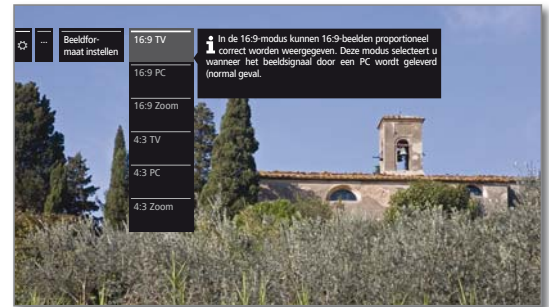 ...
Beeldfor-
maat instellen
16:9 TV
16:9 PC
16:9 Zoom
4:3 TV
4:3 PC
4:3 Zoom
In de 16:9-modus kunnen 16:9-beelden proportioneel
correct worden weergegeven. Deze modus selecteert u
wanneer het beeldsignaal door een PC wordt geleverd
(normal geval.